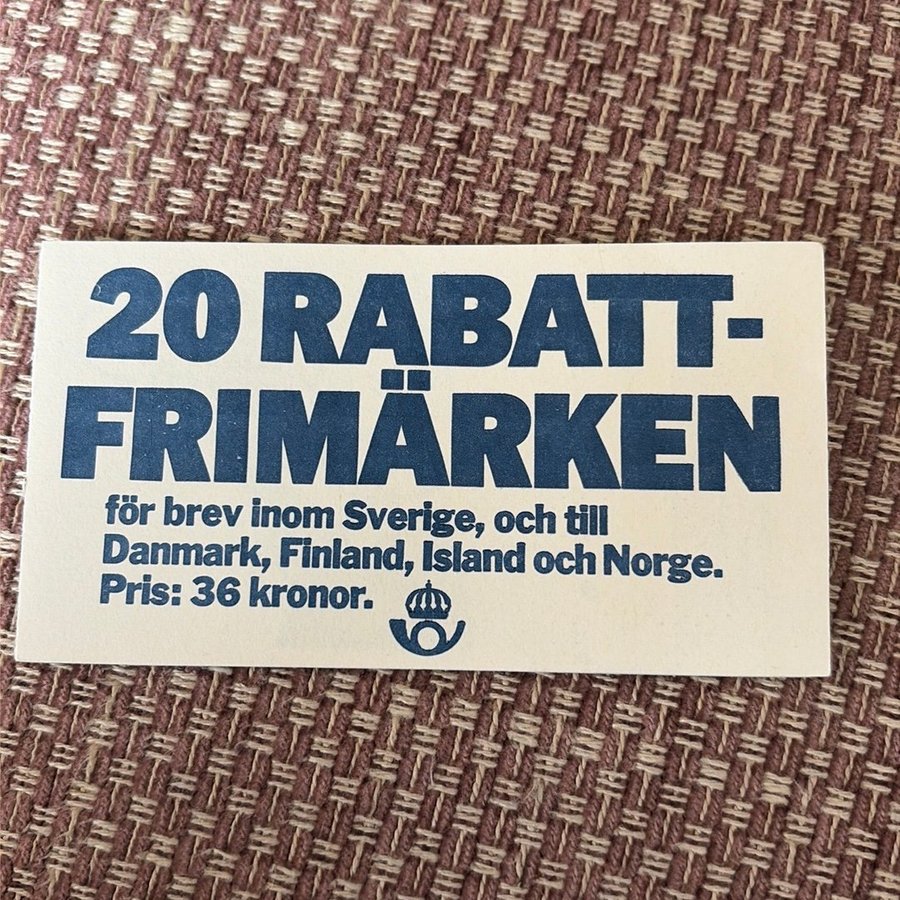 20 RABATT-
FRIMÄRKEN
för brev inom Sverige, och till
Danmark, Finland, Island och Norge.
Pris: 36 kronor.